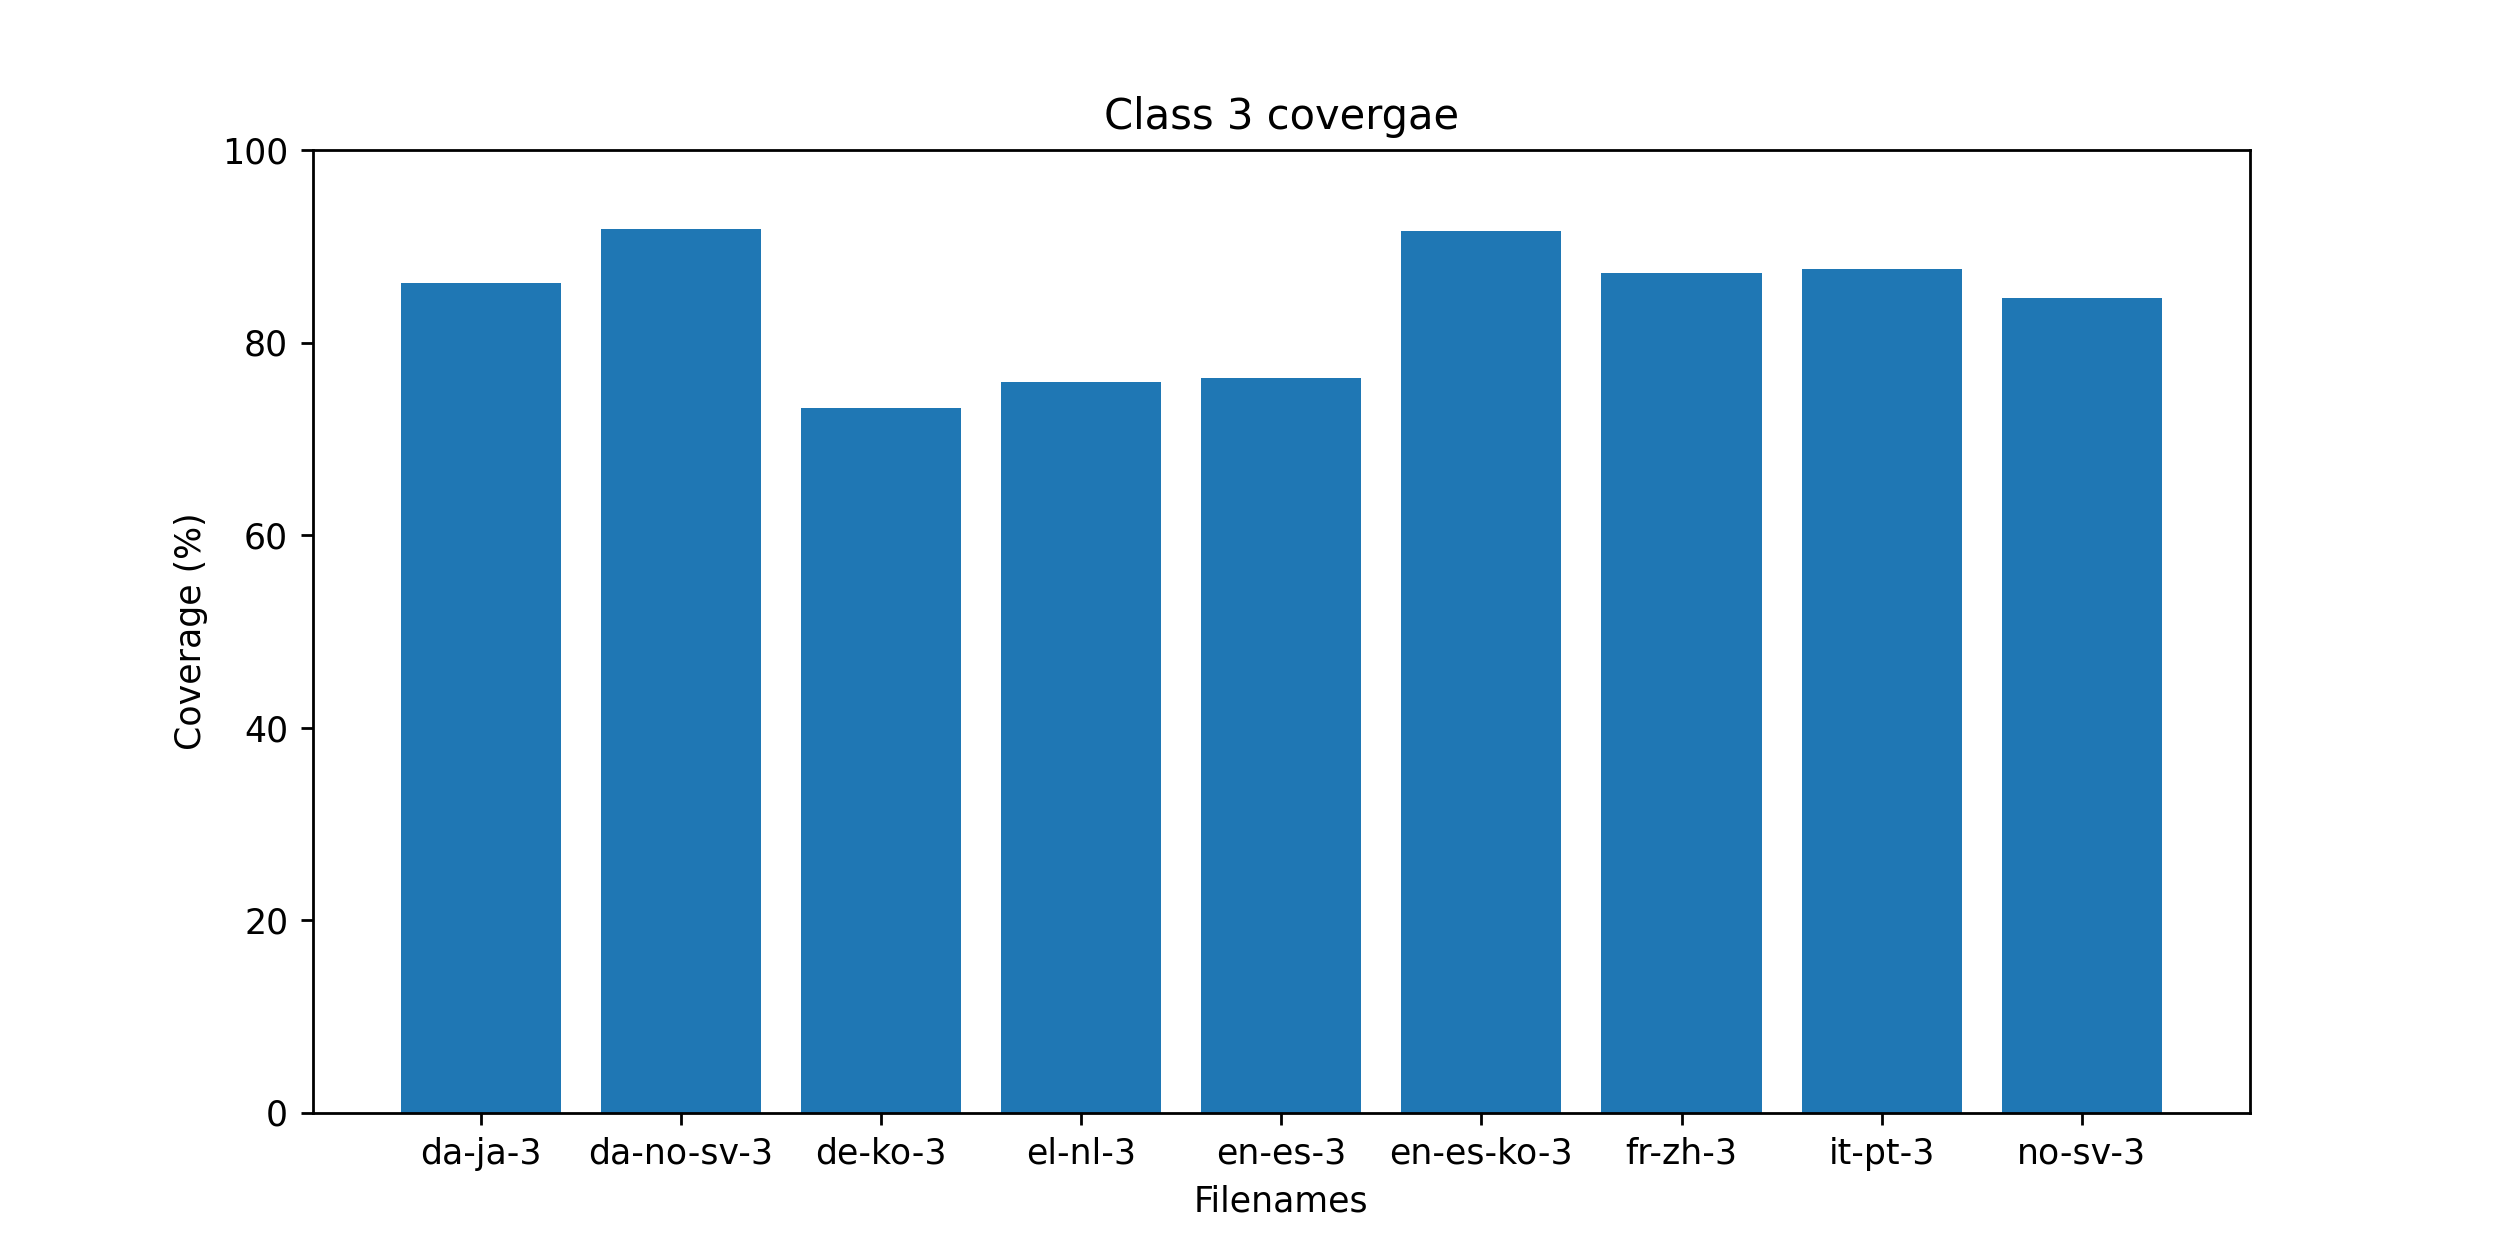 Class 3 covergae
100
80
60
40
20
0
Coverage (%)
da-ja-3 da-no-sv-3 de-ko-3 el-nl-3 en-es-3 en-es-ko-3 fr-zh-3 it-pt-3 no-sv-3
Filenames